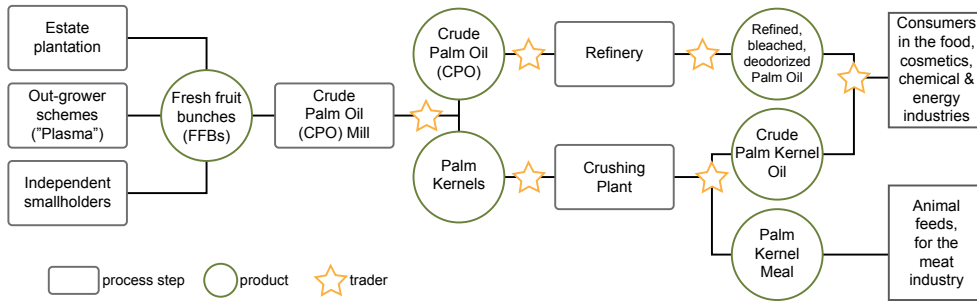 Estate
plantation
Out-grower
schemes
("Plasma")
Independent
smallholders
Fresh fruit
bunches
(FFBs)
Crude
Palm Oil
(CPO) Mill
Crude
Palm Oil
(CPO)
Palm
Kernels
Refinery
Crushing
Plant
Refined,
bleached,
deodorized
Palm Oil
Crude
Palm Kernel
Oil
Palm
Kernel
Meal
Consumers
in the food,
cosmetics,
chemical &
energy
industries
Animal
feeds,
for the
meat
industry
process step
product
trader